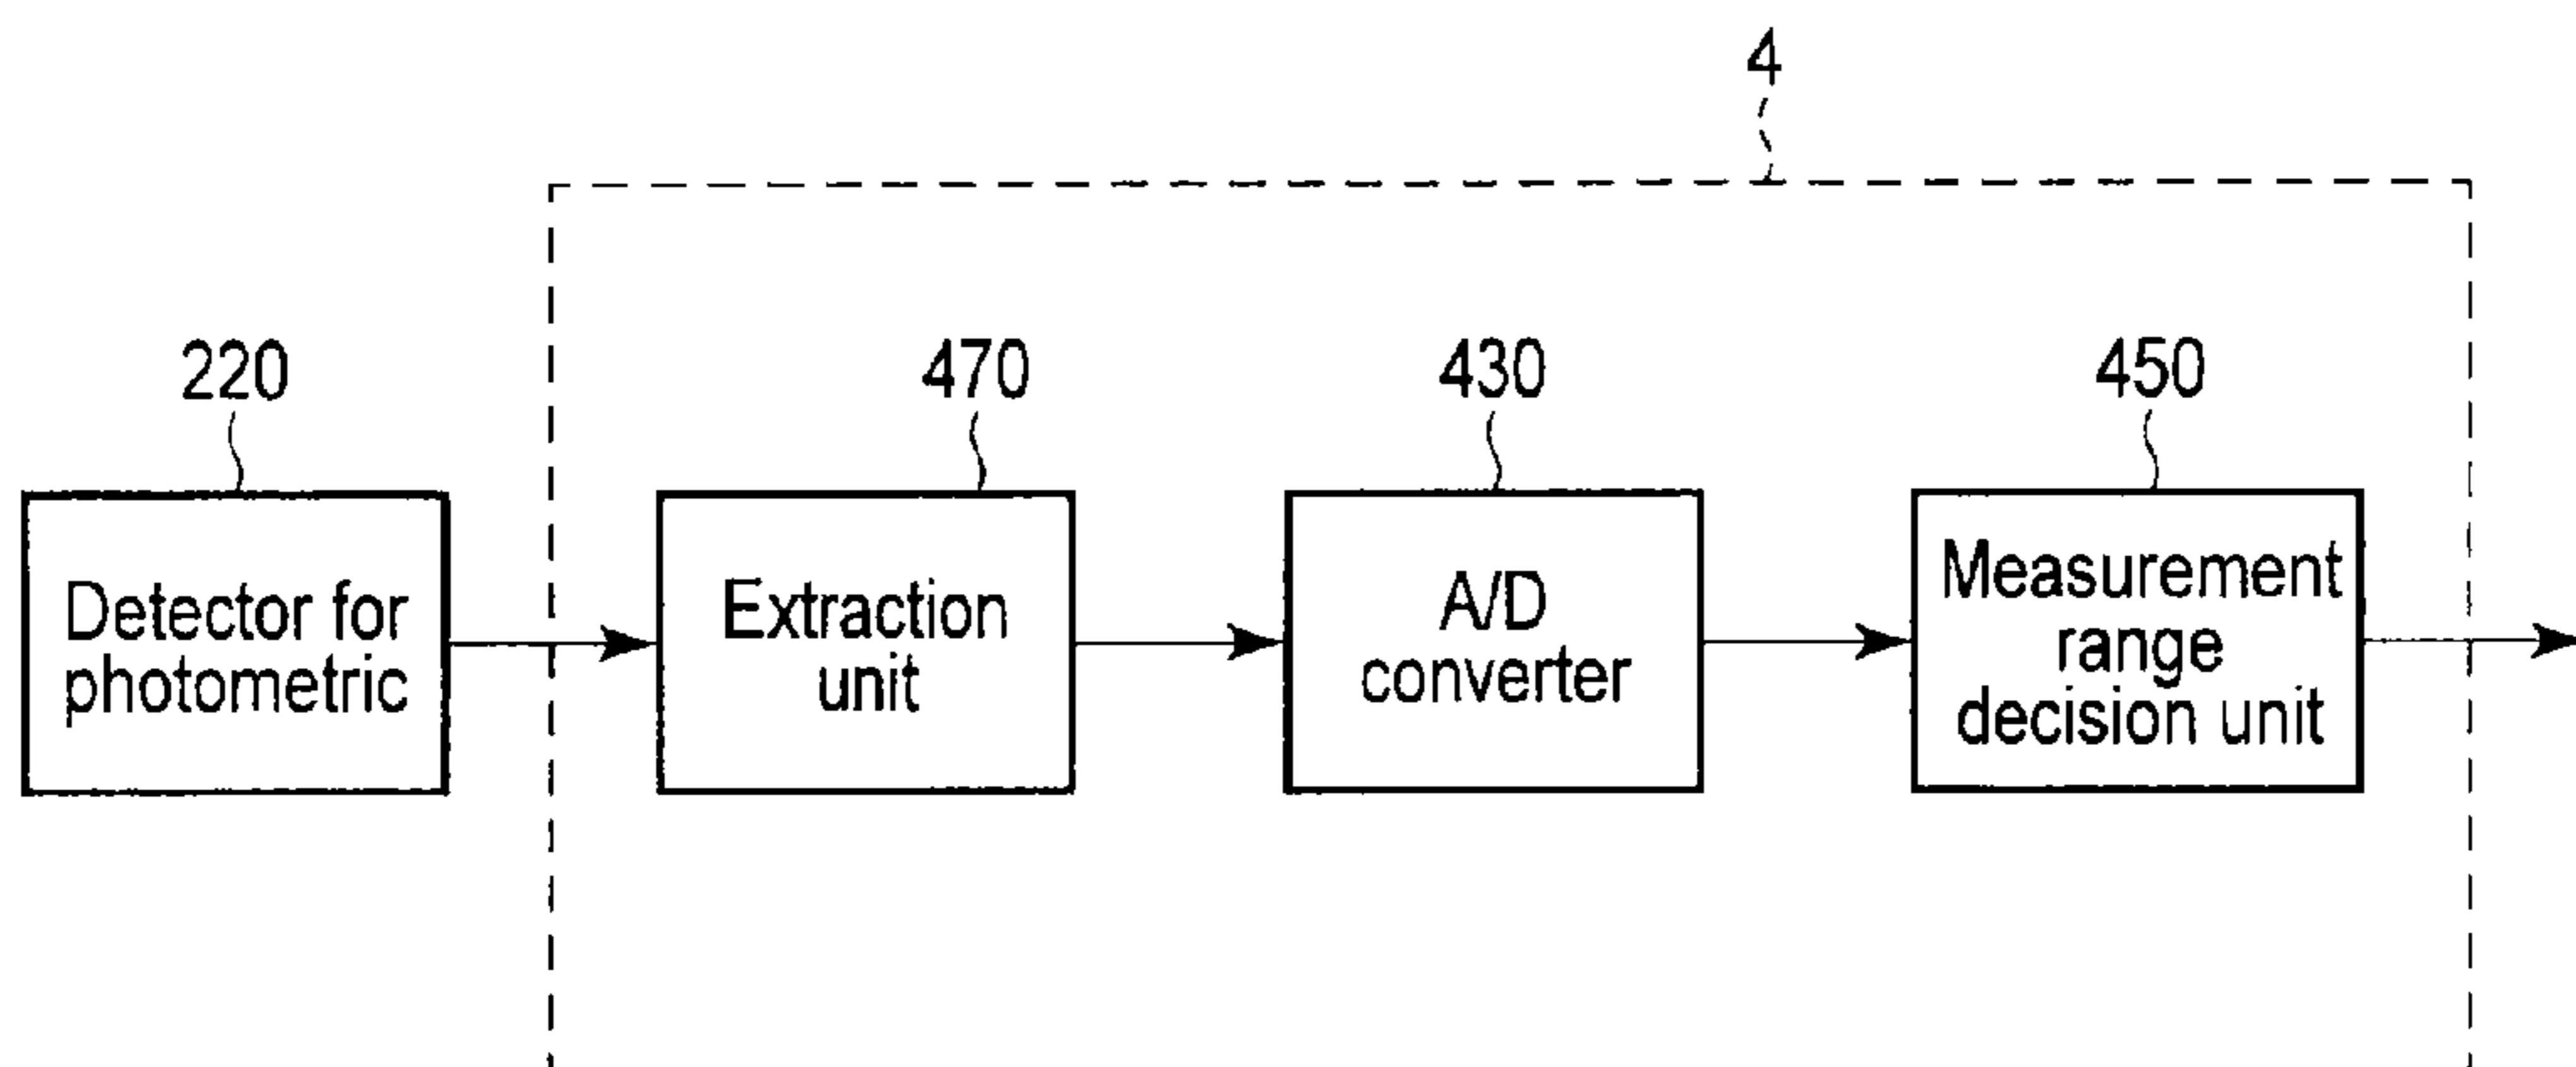 4
220
470
430
450
Detector for
photometric
Extraction
unit
A/D
converter
Measurement
range
decision unit